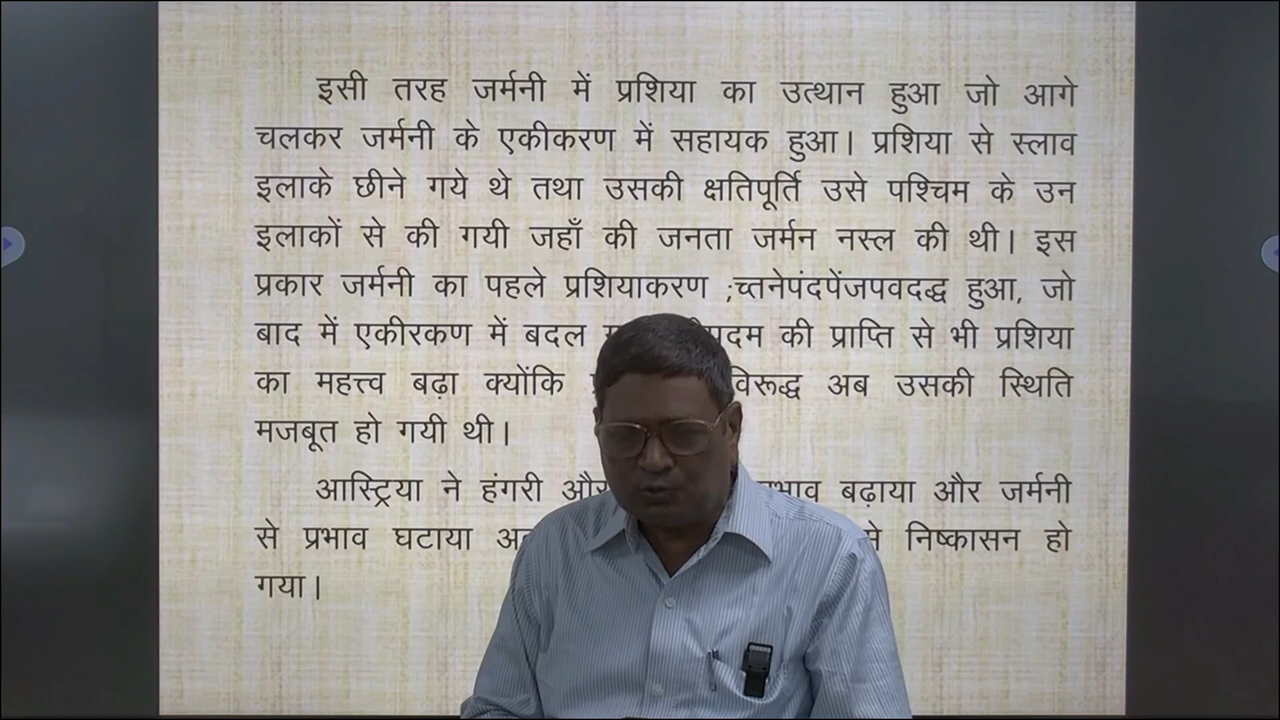 इसी तरह जर्मनी में प्रशिया का उत्थान हुआ जो आगे
चलकर जर्मनी के एकीकरण में सहायक हुआ। प्रशिया से स्लाव
इलाके छीने गये थे तथा उसकी क्षतिपूर्ति उसे पश्चिम के उन
इलाकों से की गयी जहाँ की जनता जर्मन नस्ल की थी। इस
प्रकार जर्मनी का पहले प्रशियाकरण ;च्तनेपंदपेंजपवदद्ध हुआ, जो
बाद में एकीरकण में बदल की प्राप्ति से भी प्रशिया
का महत्त्व बढ़ा क्योंकि विरूद्ध अब उसकी स्थिति
मजबूत हो गयी थी।
आस्ट्रिया ने हंगरी बढ़ाया और जर्मनी
से प्रभाव घटाया निष्कासन हो
गया।